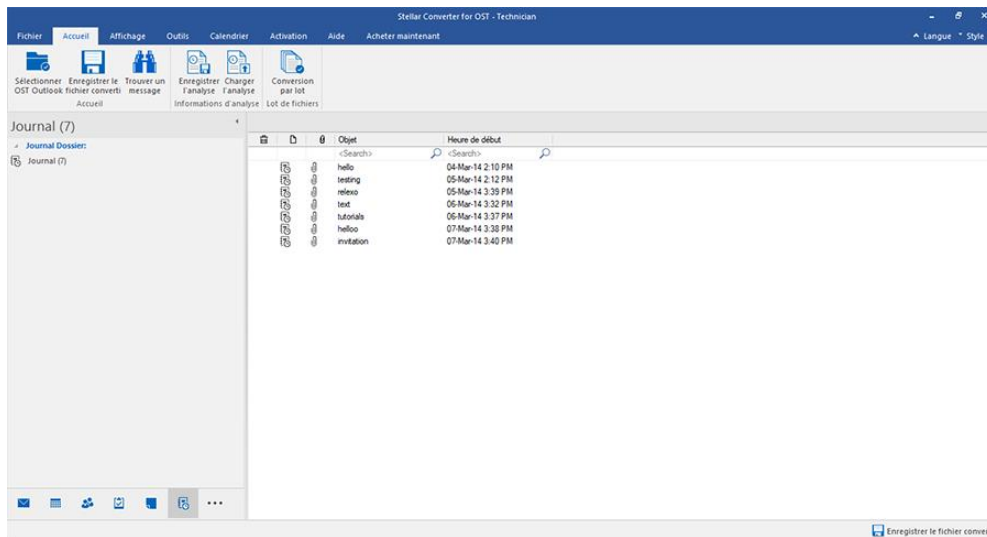 Stellar Converter for OST - Technician
Fichier Accueil Affichage Outils Calendrier Activation Aide Acheter maintenant Langue Style
Sélectionner OST Outlook
Enregistrer le fichier converti
Trouver un message
Enregistrer l'analyse
Charger l'analyse
Conversion par lot
Accueil Informations d'analyse Lot de fichiers
Journal (7)
Journal Dossier:
Journal (7)
Objet Heure de début
<Search> <Search>
hello 04-Mar-14 2:10 PM
testing 05-Mar-14 2:12 PM
relexo 05-Mar-14 3:39 PM
text 06-Mar-14 3:32 PM
tutorials 06-Mar-14 3:37 PM
helloo 07-Mar-14 3:38 PM
invitation 07-Mar-14 3:40 PM
Enregistrer le fichier conver